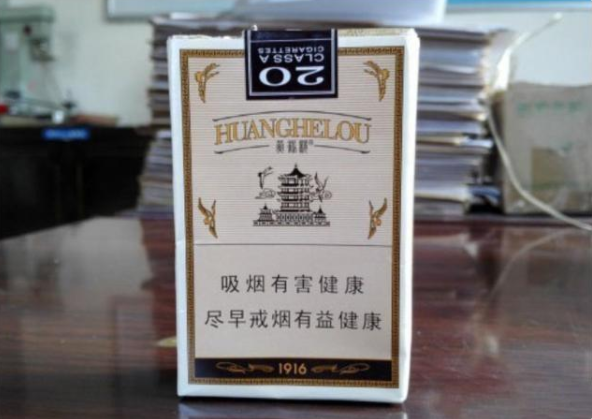 20
CLASS A
CIGARETTES
HUANGHELOU
黄鹤楼®
吸烟有害健康
尽早戒烟有益健康
1916